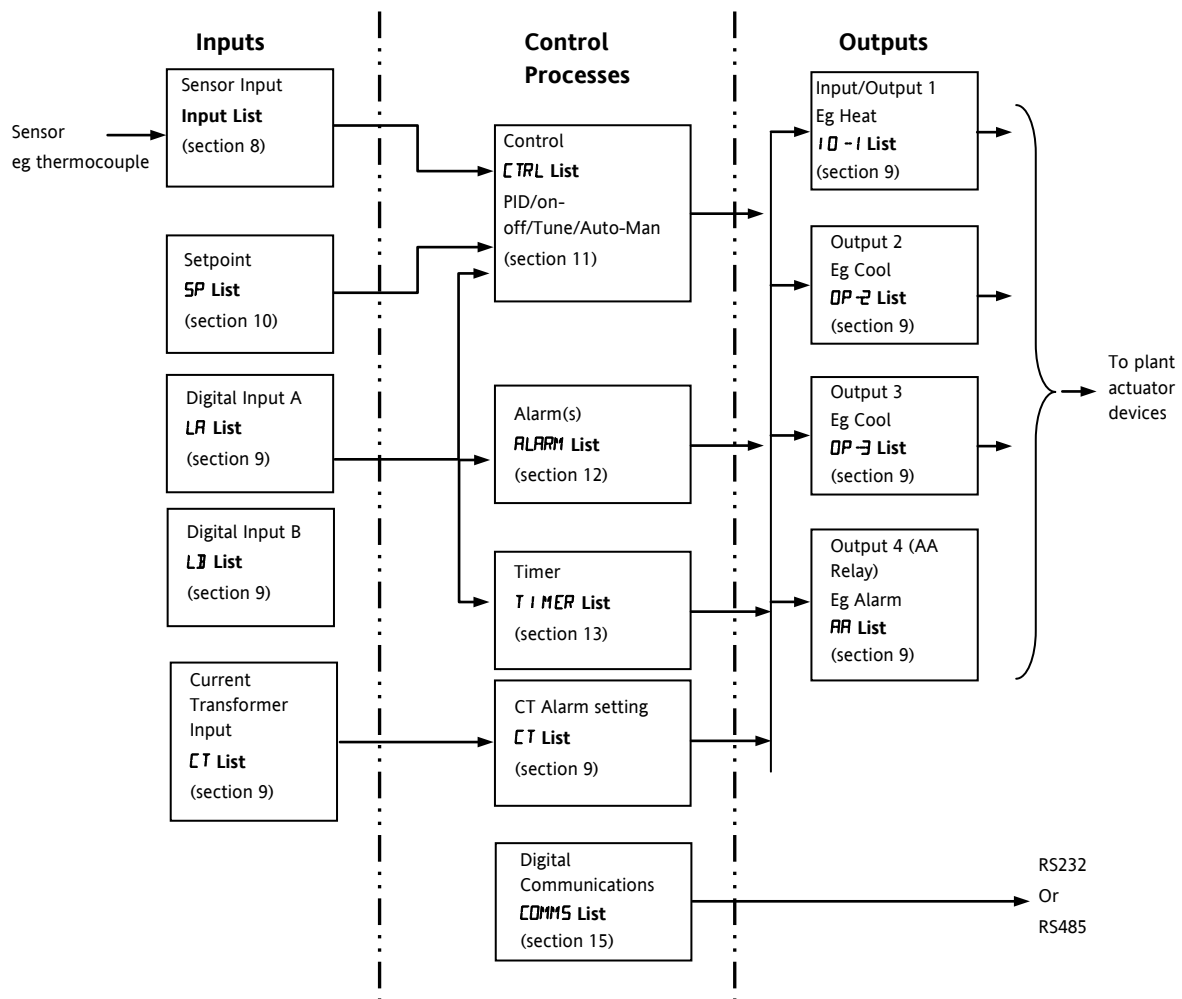 Inputs
Control
Processes
Outputs
Sensor
eg thermocouple
Sensor Input
Input List
(section 8)
Setpoint
SP List
(section 10)
Digital Input A
LA List
(section 9)
Digital Input B
LB List
(section 9)
Current
Transformer
Input
CT List
(section 9)
Control
CTRL List
PID/on-
off/Tune/Auto-Man
(section 11)
Alarm(s)
ALARM List
(section 12)
Timer
TIMER List
(section 13)
CT Alarm setting
CT List
(section 9)
Digital
Communications
COMMS List
(section 15)
Input/Output 1
Eg Heat
IO-1 List
(section 9)
Output 2
Eg Cool
OP-2 List
(section 9)
Output 3
Eg Cool
OP-3 List
(section 9)
Output 4 (AA
Relay)
Eg Alarm
AA List
(section 9)
To plant
actuator
devices
RS232
Or
RS485